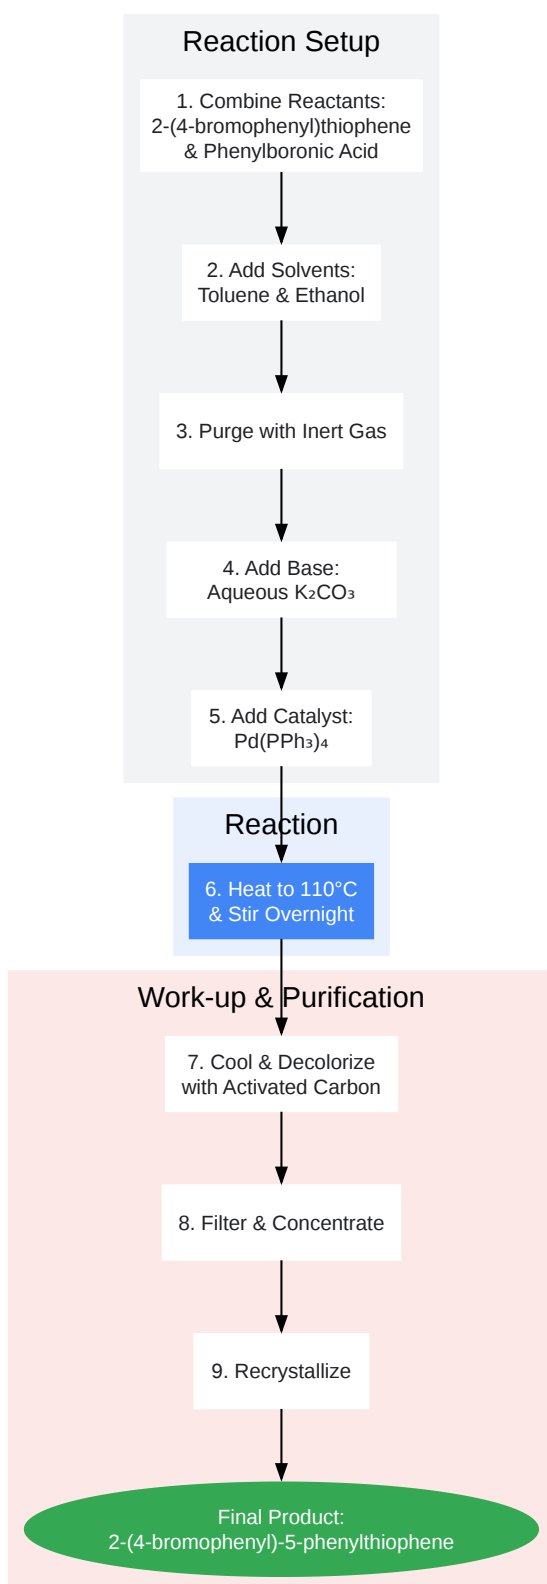 Reaction Setup
1. Combine Reactants:
2-(4-bromophenyl)thiophene
& Phenylboronic Acid
2. Add Solvents:
Toluene & Ethanol
3. Purge with Inert Gas
4. Add Base:
Aqueous K₂CO₃
5. Add Catalyst:
Pd(PPh₃)₄
Reaction
6. Heat to 110°C
& Stir Overnight
Work-up & Purification
7. Cool & Decolorize
with Activated Carbon
8. Filter & Concentrate
9. Recrystallize
Final Product:
2-(4-bromophenyl)-5-phenylthiophene